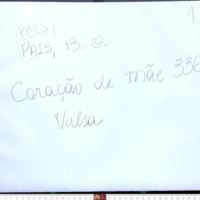 PAES
PAIS, B. O.
Coração de mãe 336
Valsa